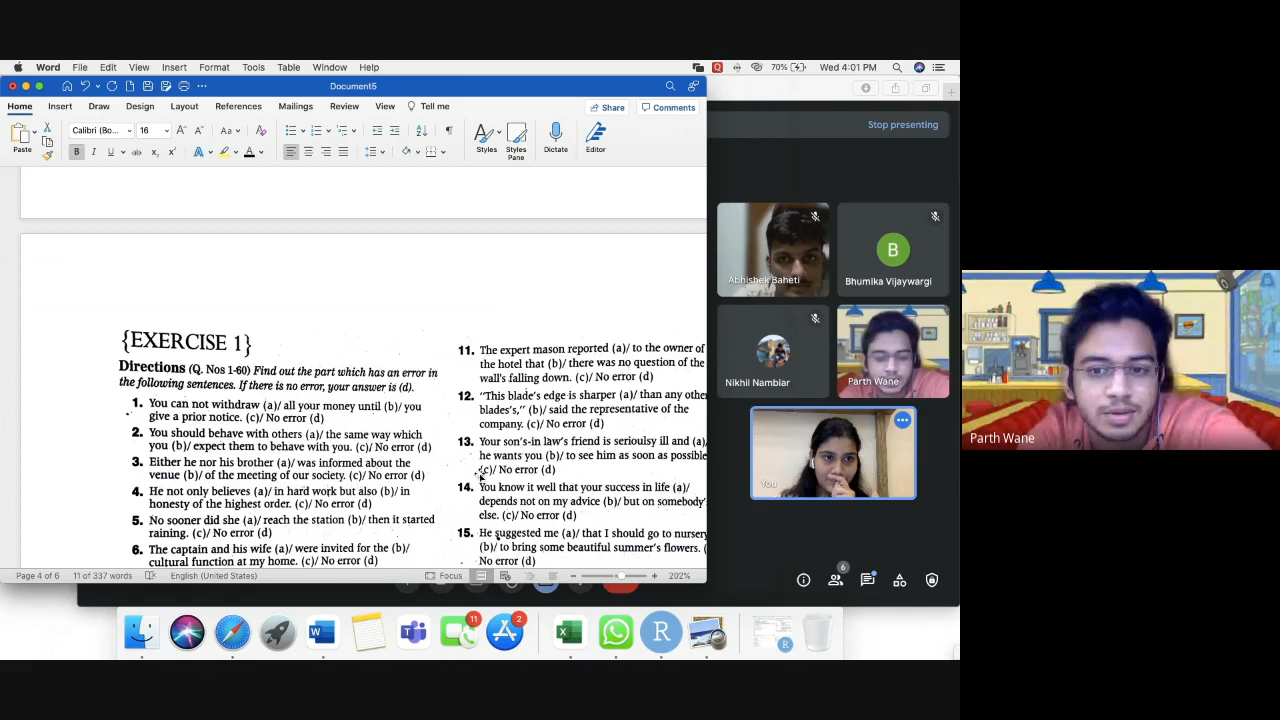 Word File Edit View Insert Format Tools Table Window Help
70% Wed 4:01 PM
Document5
Home Insert Draw Design Layout References Mailings Review View Tell me
Share Comments
Paste
Calibri (Bo... 16
Styles
Styles Pane
Dictate
Editor
Stop presenting
{EXERCISE 1}
Directions (Q. Nos 1-60) Find out the part which has an error in
the following sentences. If there is no error, your answer is (d).
1. You can not withdraw (a)/ all your money until (b)/ you
give a prior notice. (c)/ No error (d)
2. You should behave with others (a)/ the same way which
you (b)/ expect them to behave with you. (c)/ No error (d)
3. Either he nor his brother (a)/ was informed about the
venue (b)/ of the meeting of our society. (c)/ No error (d)
4. He not only believes (a)/ in hard work but also (b)/ in
honesty of the highest order. (c)/ No error (d)
5. No sooner did she (a)/ reach the station (b)/ then it started
raining. (c)/ No error (d)
6. The captain and his wife (a)/ were invited for the (b)/
cultural function at my home. (c)/ No error (d)
11. The expert mason reported (a)/ to the owner of
the hotel that (b)/ there was no question of the
wall's falling down. (c)/ No error (d)
12. "This blade's edge is sharper (a)/ than any other
blades's," (b)/ said the representative of the
company. (c)/ No error (d)
13. Your son's-in law's friend is serioulsy ill and (a)/
he wants you (b)/ to see him as soon as possible
(c)/ No error (d)
14. You know it well that your success in life (a)/
depends not on my advice (b)/ but on somebody's
else. (c)/ No error (d)
15. He suggested me (a)/ that I should go to nursery
(b)/ to bring some beautiful summer's flowers. (
No error (d)
Page 4 of 6 11 of 337 words English (United States) Focus 202%
Abhishek Baheti
B
Bhumika Vijaywargi
Nikhil Nambiar
Parth Wane
You
Parth Wane
6
11
2